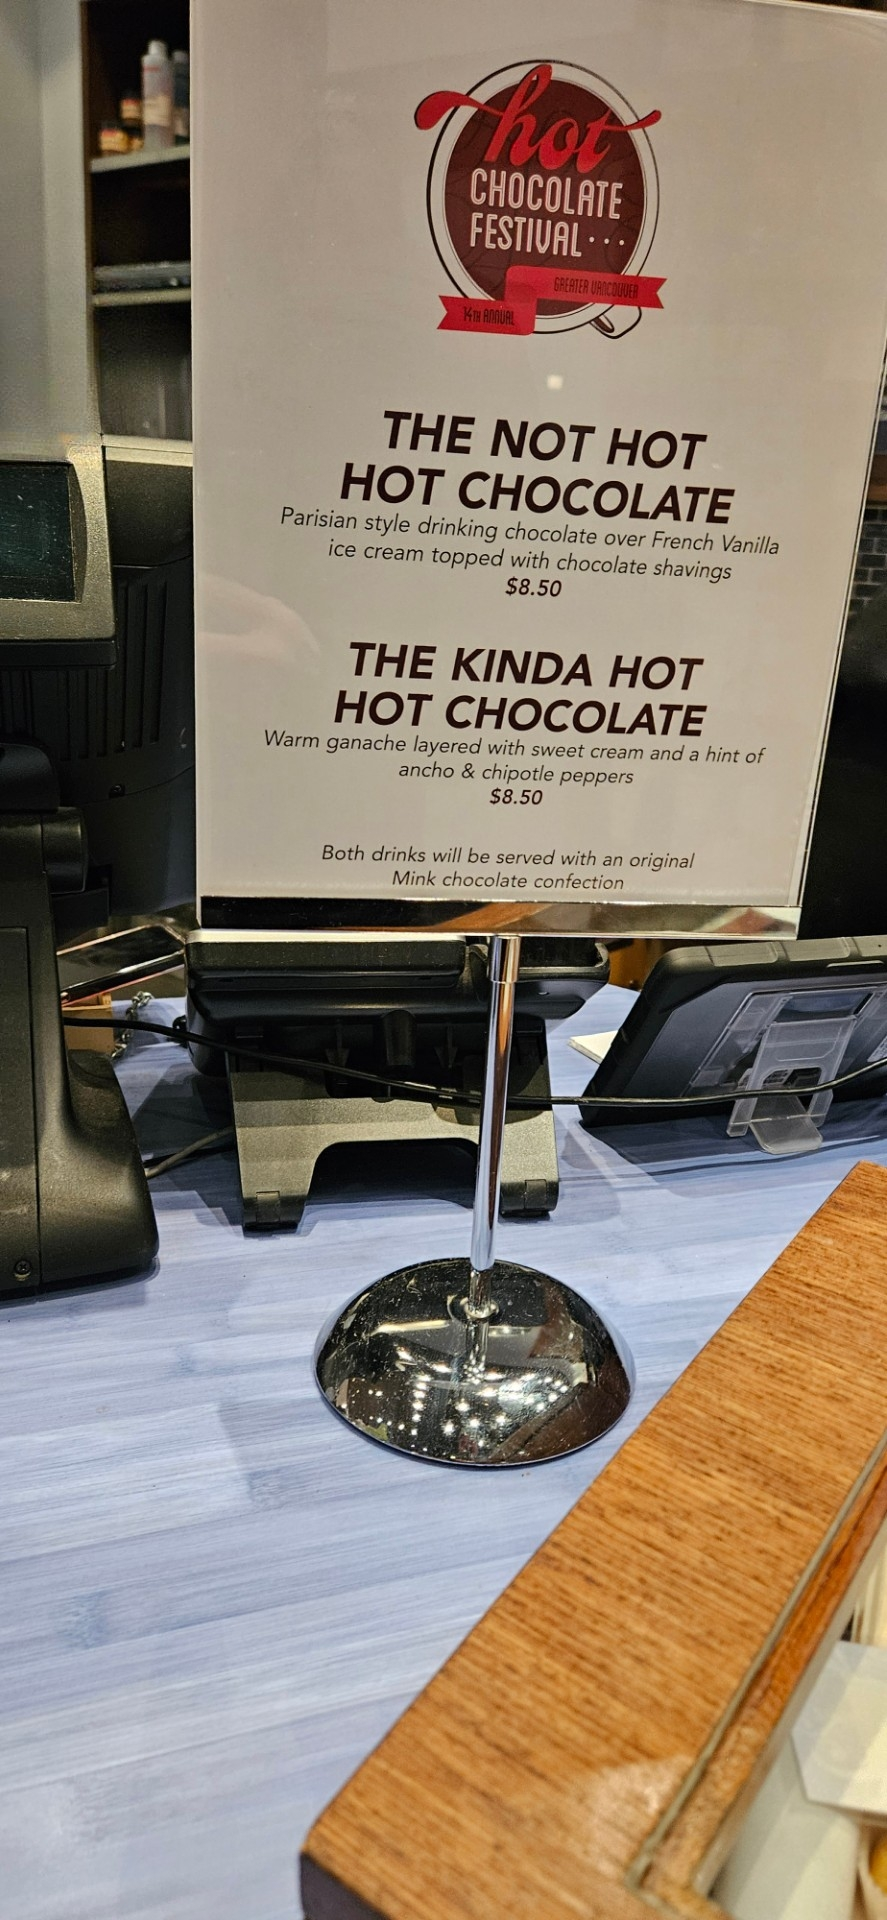 hot
CHOCOLATE
FESTIVAL...
GREATER VANCOUVER
14TH ANNUAL
THE NOT HOT
HOT CHOCOLATE
Parisian style drinking chocolate over French Vanilla
ice cream topped with chocolate shavings
$8.50
THE KINDA HOT
HOT CHOCOLATE
Warm ganache layered with sweet cream and a hint of
ancho & chipotle peppers
$8.50
Both drinks will be served with an original
Mink chocolate confection